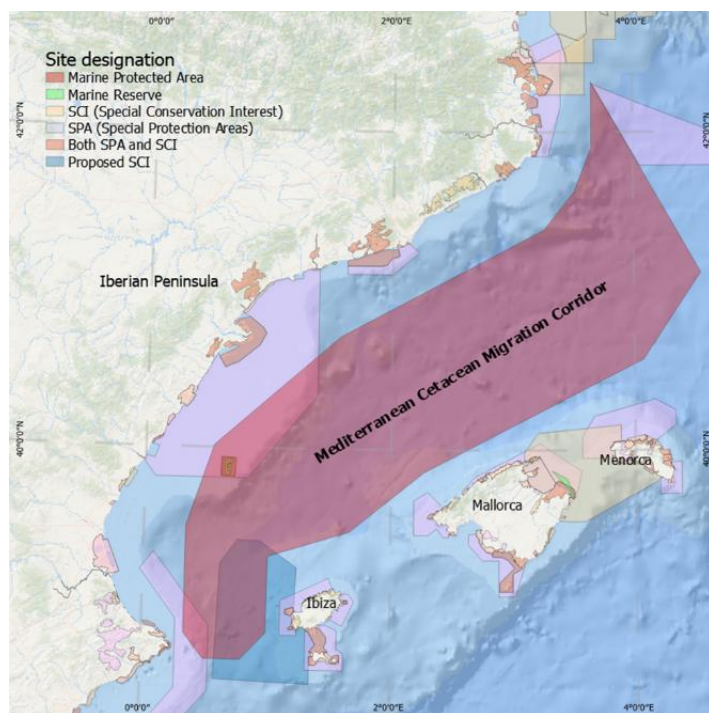 0°0'0" 2°0'0" 4°0'0"
Site designation
Marine Protected Area
Marine Reserve
SCI (Special Conservation Interest)
SPA (Special Protection Areas)
Both SPA and SCI
Proposed SCI
42°0'0"N 42°0'0"N
Iberian Peninsula
Mediterranean Cetacean Migration Corridor
40°0'0"N 40°0'0"N
Menorca
Mallorca
Ibiza
0°0'0" 2°0'0" 4°0'0"